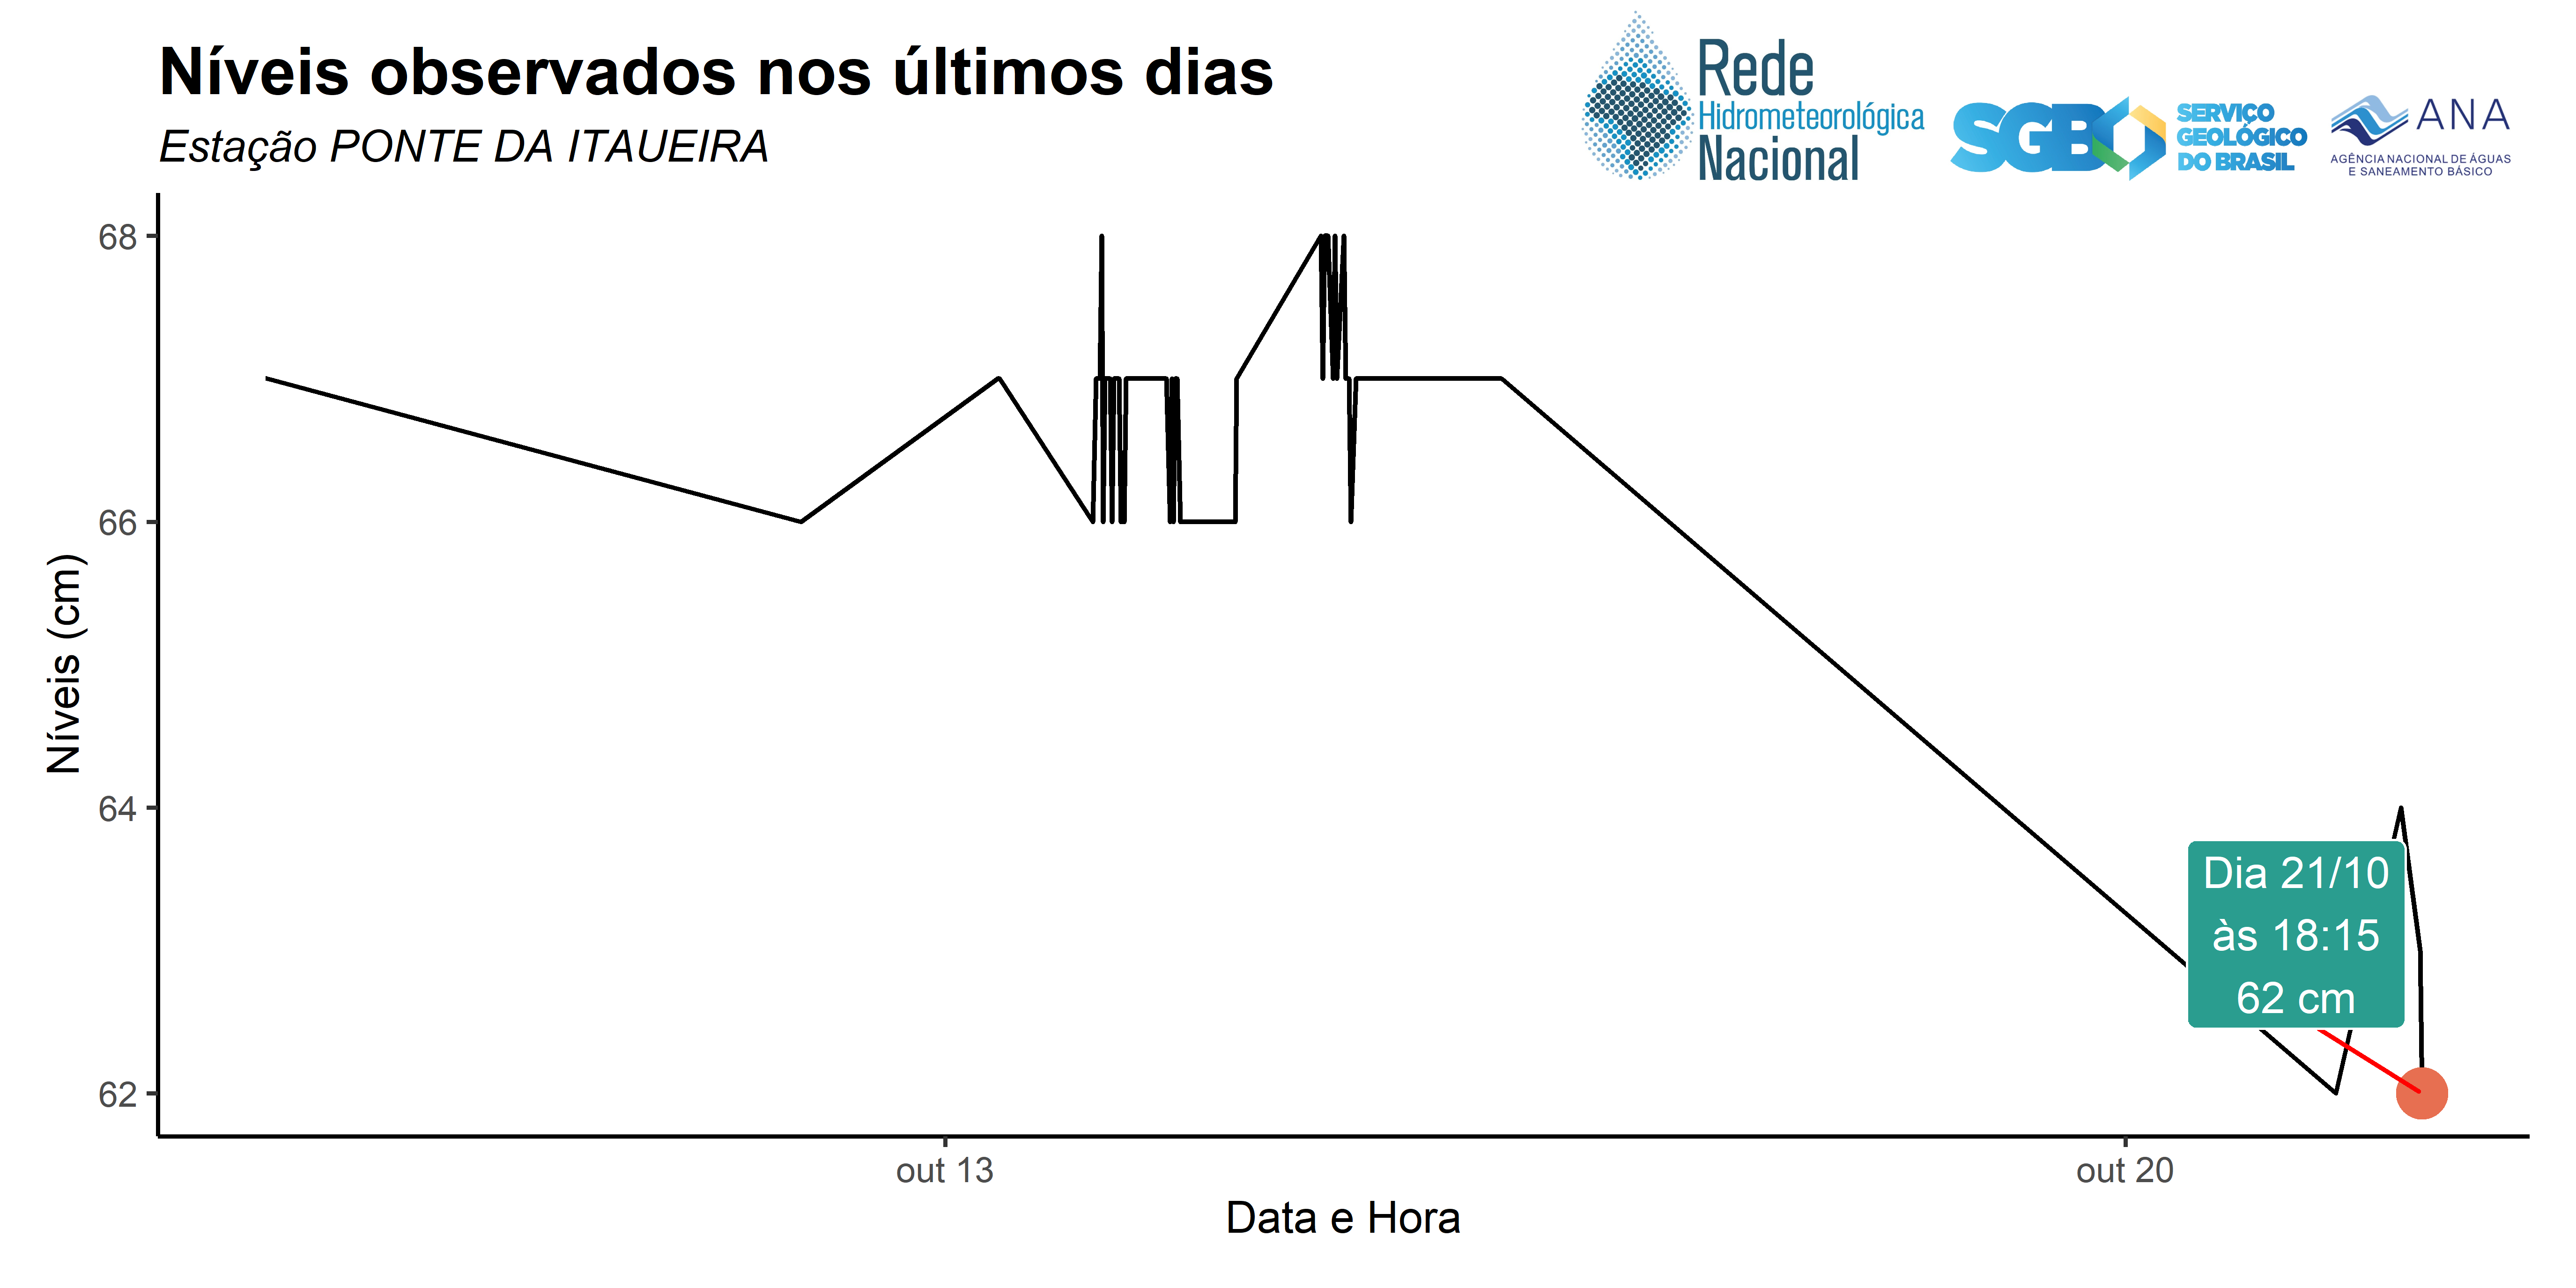 Níveis observados nos últimos dias
Estação PONTE DA ITAUEIRA
Rede
Hidrometeorológica
Nacional
SGB
SERVIÇO
GEOLÓGICO
DO BRASIL
ANA
AGÊNCIA NACIONAL DE ÁGUAS
E SANEAMENTO BÁSICO
68
66
64
62
Níveis (cm)
Dia 21/10
às 18:15
62 cm
out 13
out 20
Data e Hora